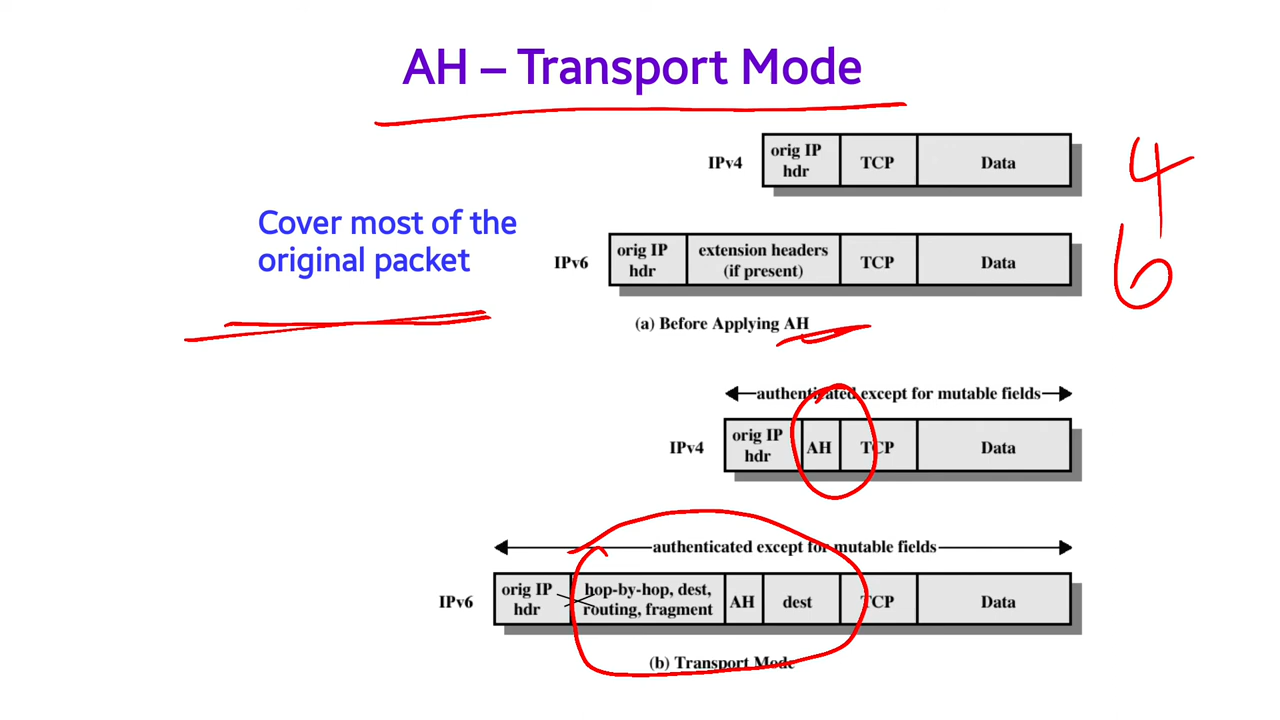 AH – Transport Mode
Cover most of the
original packet
IPv4
orig IP
hdr
TCP
Data
4
IPv6
orig IP
hdr
extension headers
(if present)
TCP
Data
6
(a) Before Applying AH
authenticated except for mutable fields
IPv4
orig IP
hdr
AH
TCP
Data
authenticated except for mutable fields
IPv6
orig IP
hdr
hop-by-hop, dest,
routing, fragment
AH
dest
TCP
Data
(b) Transport Mode